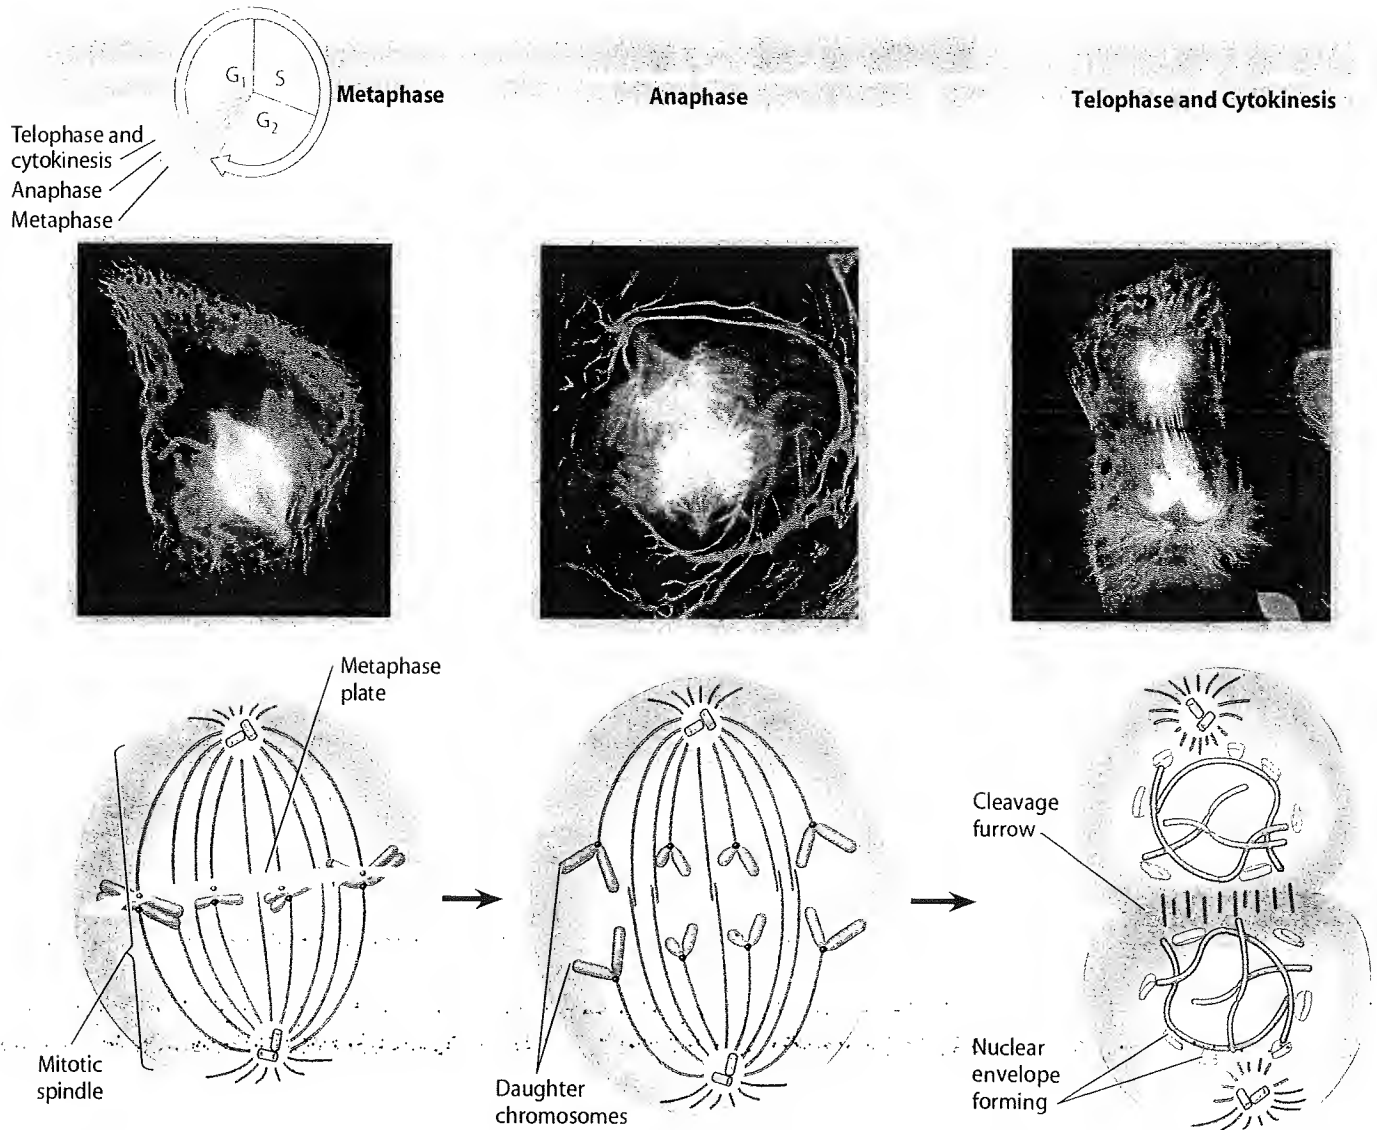 G1
S
G2
Metaphase
Anaphase
Telophase and Cytokinesis
Telophase and
cytokinesis
Anaphase
Metaphase
Metaphase
plate
Mitotic
spindle
Daughter
chromosomes
Cleavage
furrow
Nuclear
envelope
forming